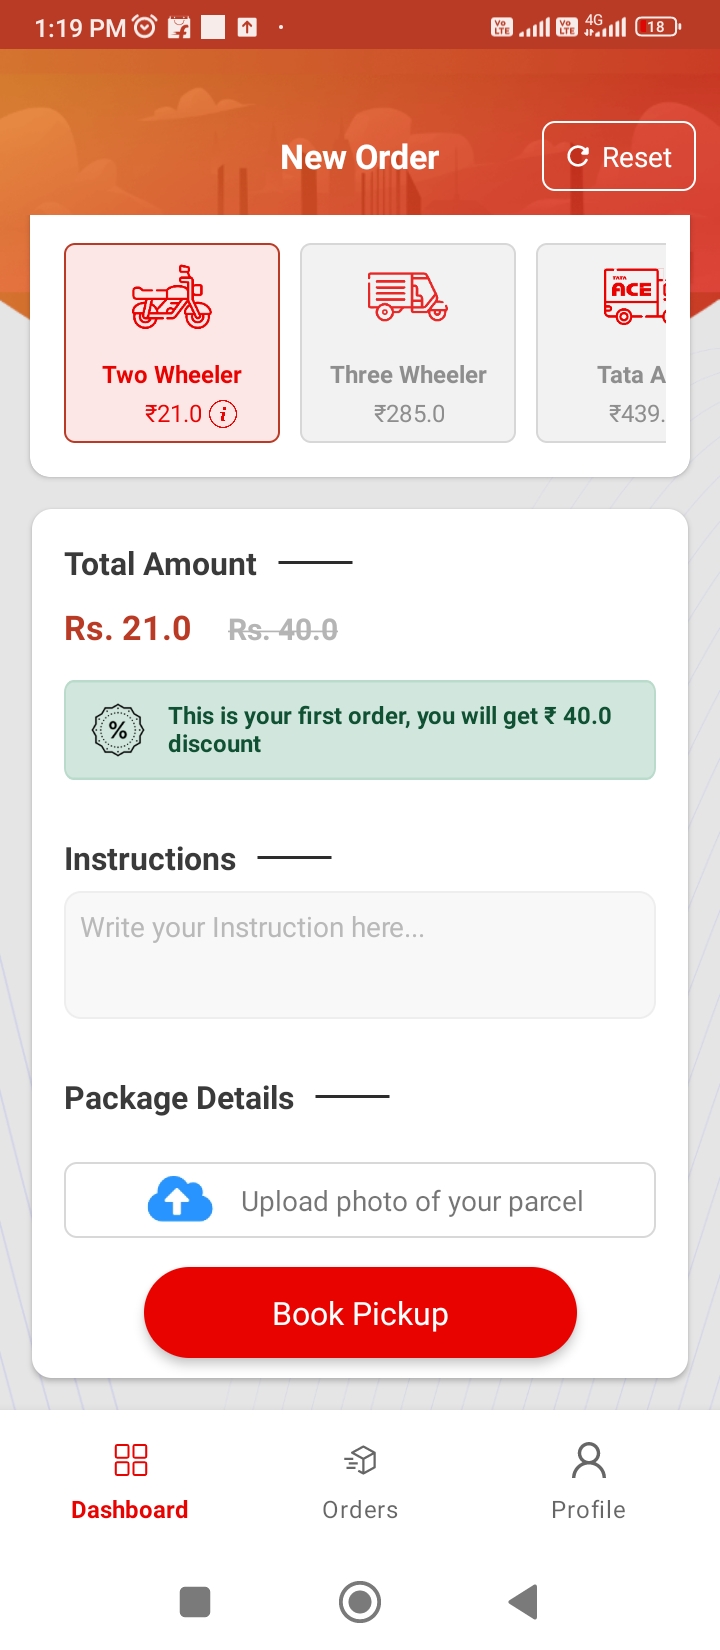 1:19 PM
Vo LTE
Vo LTE
4G
18
New Order
Reset
Two Wheeler
₹21.0
i
Three Wheeler
₹285.0
TATA
ACE
Tata A
₹439.
Total Amount
Rs. 21.0 Rs. 40.0
%
This is your first order, you will get ₹ 40.0
discount
Instructions
Write your Instruction here...
Package Details
Upload photo of your parcel
Book Pickup
Dashboard
Orders
Profile